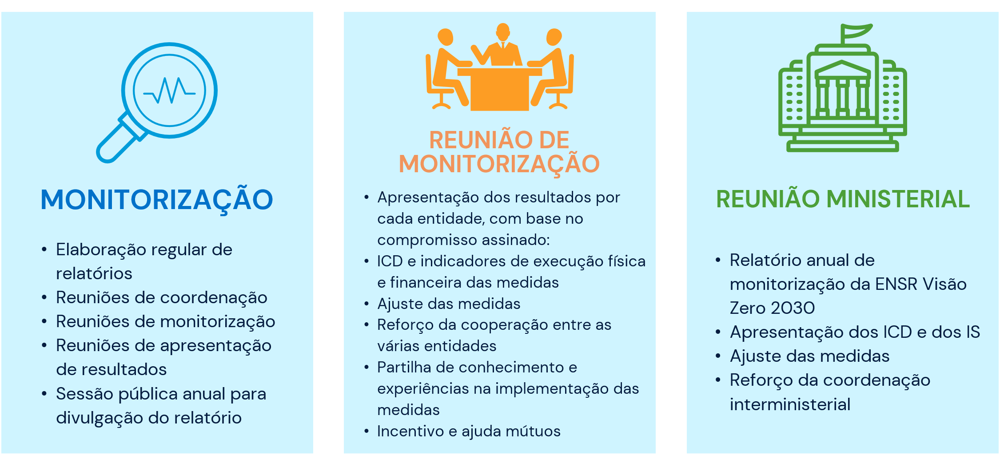 MONITORIZAÇÃO
• Elaboração regular de
relatórios
• Reuniões de coordenação
• Reuniões de monitorização
• Reuniões de apresentação
de resultados
• Sessão pública anual para
divulgação do relatório
REUNIÃO DE
MONITORIZAÇÃO
• Apresentação dos resultados por
cada entidade, com base no
compromisso assinado:
• ICD e indicadores de execução física
e financeira das medidas
• Ajuste das medidas
• Reforço da cooperação entre as
várias entidades
• Partilha de conhecimento e
experiências na implementação das
medidas
• Incentivo e ajuda mútuos
REUNIÃO MINISTERIAL
• Relatório anual de
monitorização da ENSR Visão
Zero 2030
• Apresentação dos ICD e dos IS
• Ajuste das medidas
• Reforço da coordenação
interministerial